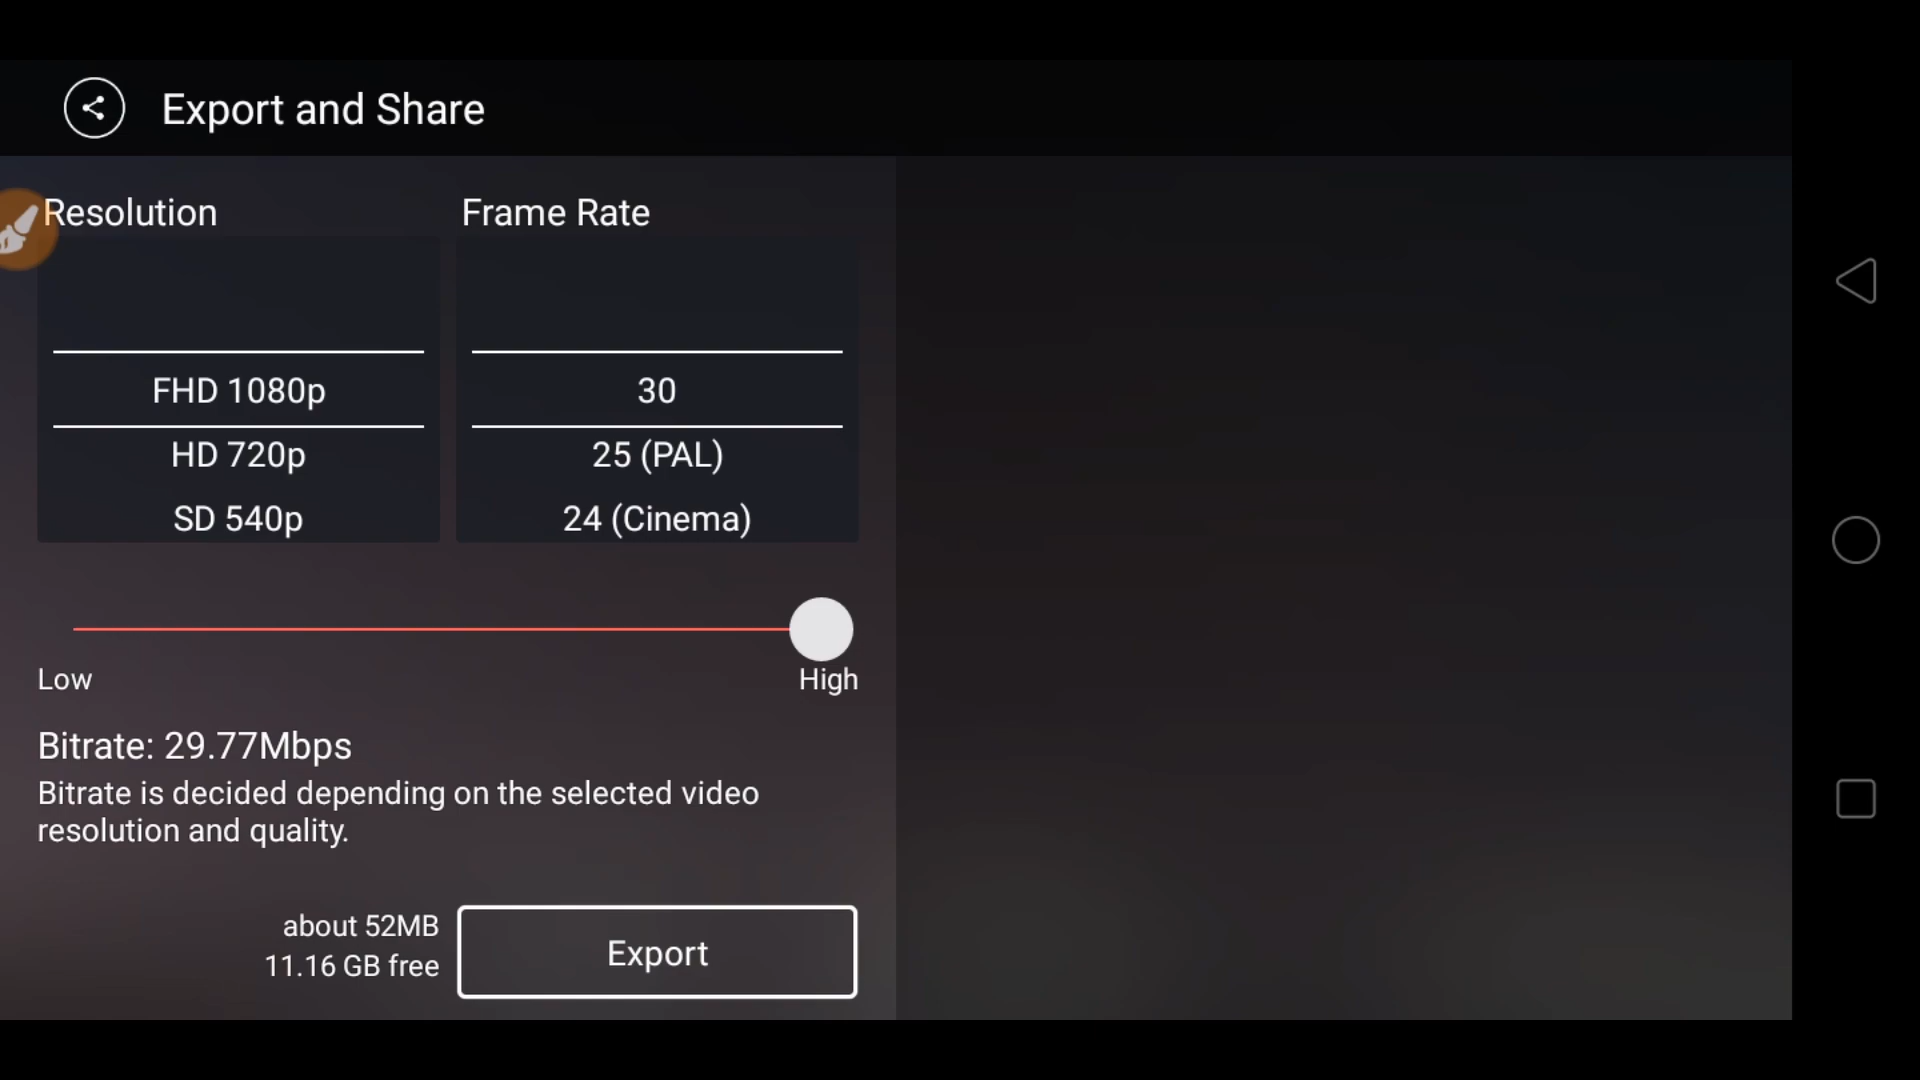 Export and Share
Resolution
Frame Rate
FHD 1080p
30
HD 720p
25 (PAL)
SD 540p
24 (Cinema)
Low
High
Bitrate: 29.77Mbps
Bitrate is decided depending on the selected video
resolution and quality.
about 52MB
11.16 GB free
Export